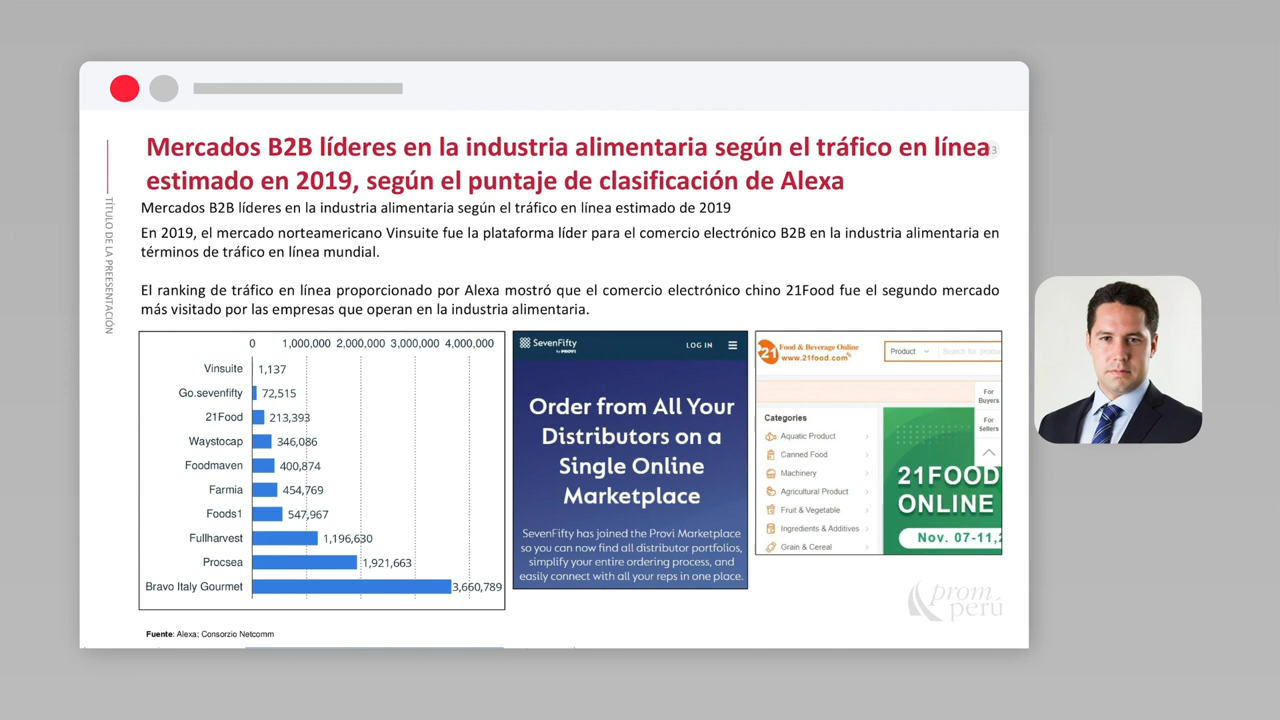 Mercados B2B líderes en la industria alimentaria según el tráfico en línea
estimado en 2019, según el puntaje de clasificación de Alexa
3
TÍTULO DE LA PREESENTACIÓN
Mercados B2B líderes en la industria alimentaria según el tráfico en línea estimado de 2019
En 2019, el mercado norteamericano Vinsuite fue la plataforma líder para el comercio electrónico B2B en la industria alimentaria en
términos de tráfico en línea mundial.
El ranking de tráfico en línea proporcionado por Alexa mostró que el comercio electrónico chino 21Food fue el segundo mercado
más visitado por las empresas que operan en la industria alimentaria.
0 1,000,000 2,000,000 3,000,000 4,000,000
Vinsuite 1,137
Go.sevenfifty 72,515
21Food 213,393
Waystocap 346,086
Foodmaven 400,874
Farmia 454,769
Foods1 547,967
Fullharvest 1,196,630
Procsea 1,921,663
Bravo Italy Gourmet 3,660,789
SevenFifty
by PROVI
LOG IN
Order from All Your
Distributors on a
Single Online
Marketplace
SevenFifty has joined the Provi Marketplace
so you can now find all distributor portfolios,
simplify your entire ordering process, and
easily connect with all your reps in one place.
21 Food & Beverage Online
www.21food.com
Product Search for produ
For
Buyers
For
Sellers
Categories
Aquatic Product
Canned Food
Machinery
Agricultural Product
Fruit & Vegetable
Ingredients & Additives
Grain & Cereal
21FOOD
ONLINE
Nov. 07-11,2
prom
perú
Fuente: Alexa; Consorzio Netcomm